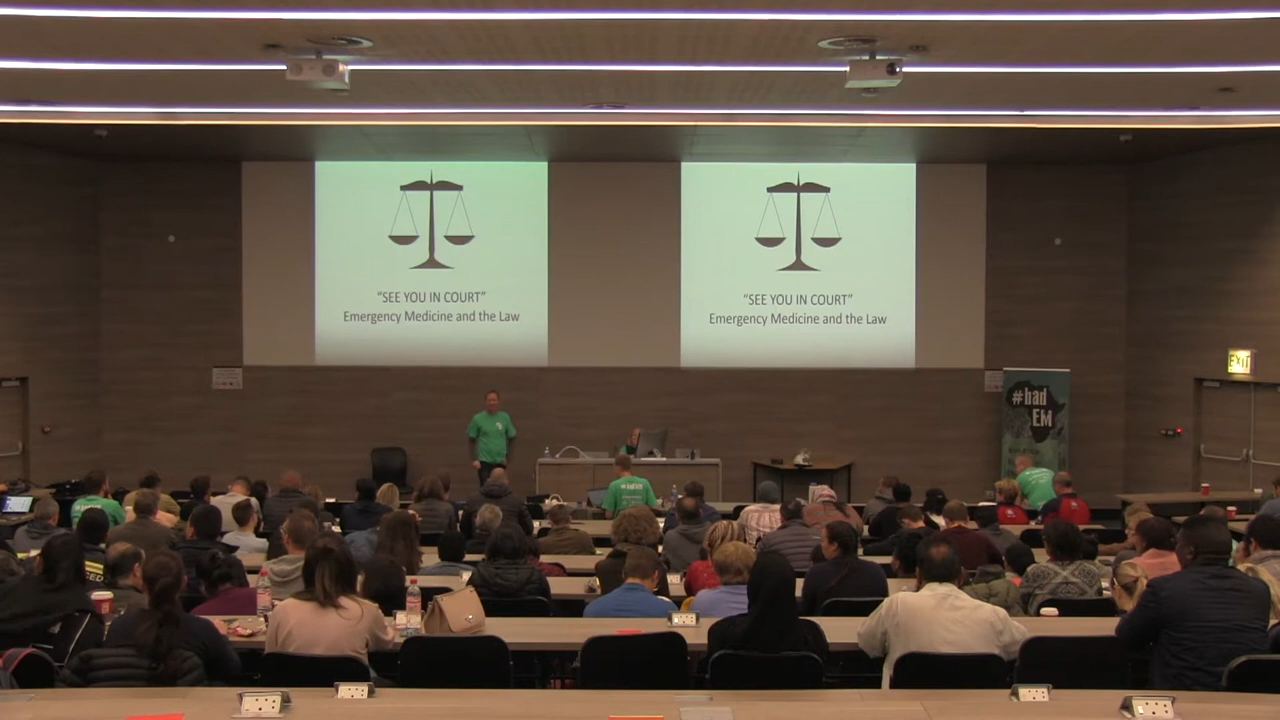 "SEE YOU IN COURT"
Emergency Medicine and the Law
"SEE YOU IN COURT"
Emergency Medicine and the Law
EXIT
#bad
EM